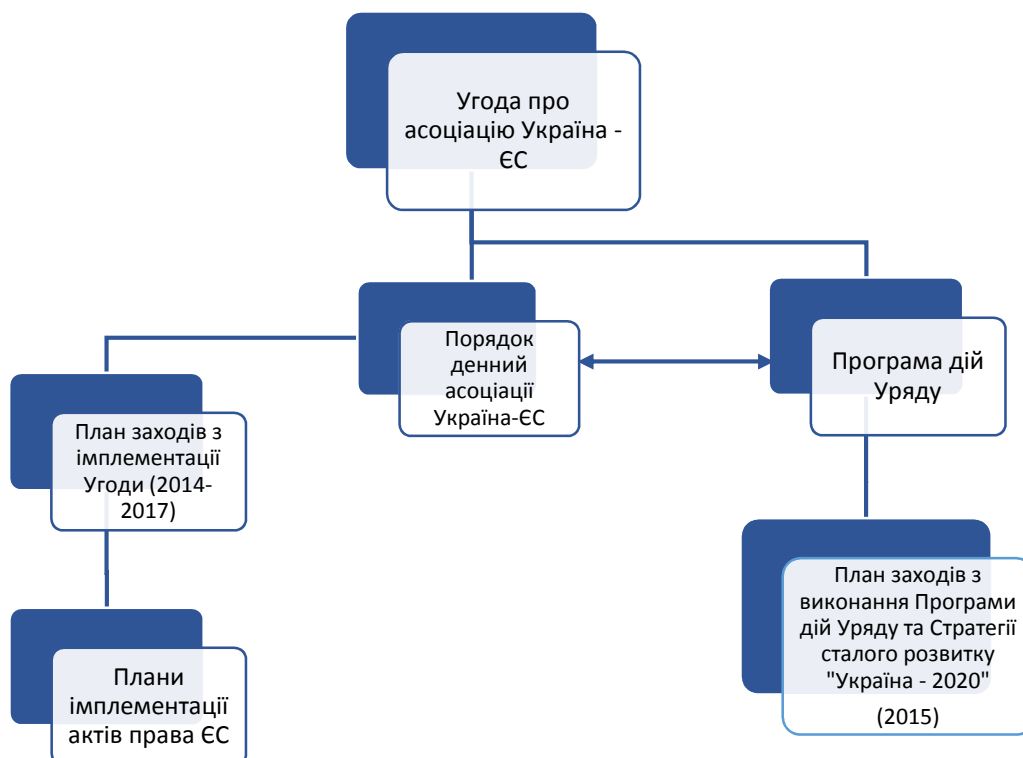 Угода про
асоціацію Україна -
ЄС
Порядок
денний
асоціації
Україна-ЄС
Програма дій
Уряду
План заходів з
імплементації
Угоди (2014-
2017)
Плани
імплементації
актів права ЄС
План заходів з
виконання Програми
дій Уряду та Стратегії
сталого розвитку
"Україна - 2020"
(2015)